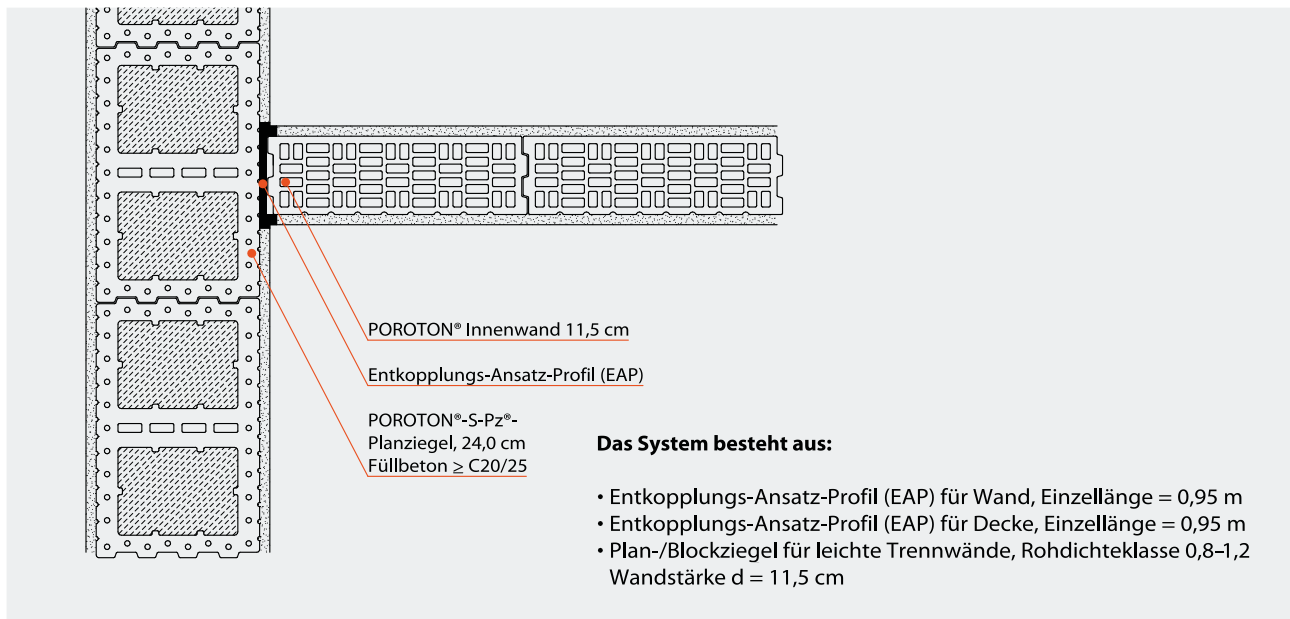 POROTON® Innenwand 11,5 cm
Entkopplungs-Ansatz-Profil (EAP)
POROTON®-S-Pz®-
Planziegel, 24,0 cm
Füllbeton ≥ C20/25
Das System besteht aus:
• Entkopplungs-Ansatz-Profil (EAP) für Wand, Einzellänge = 0,95 m
• Entkopplungs-Ansatz-Profil (EAP) für Decke, Einzellänge = 0,95 m
• Plan-/Blockziegel für leichte Trennwände, Rohdichteklasse 0,8–1,2
Wandstärke d = 11,5 cm